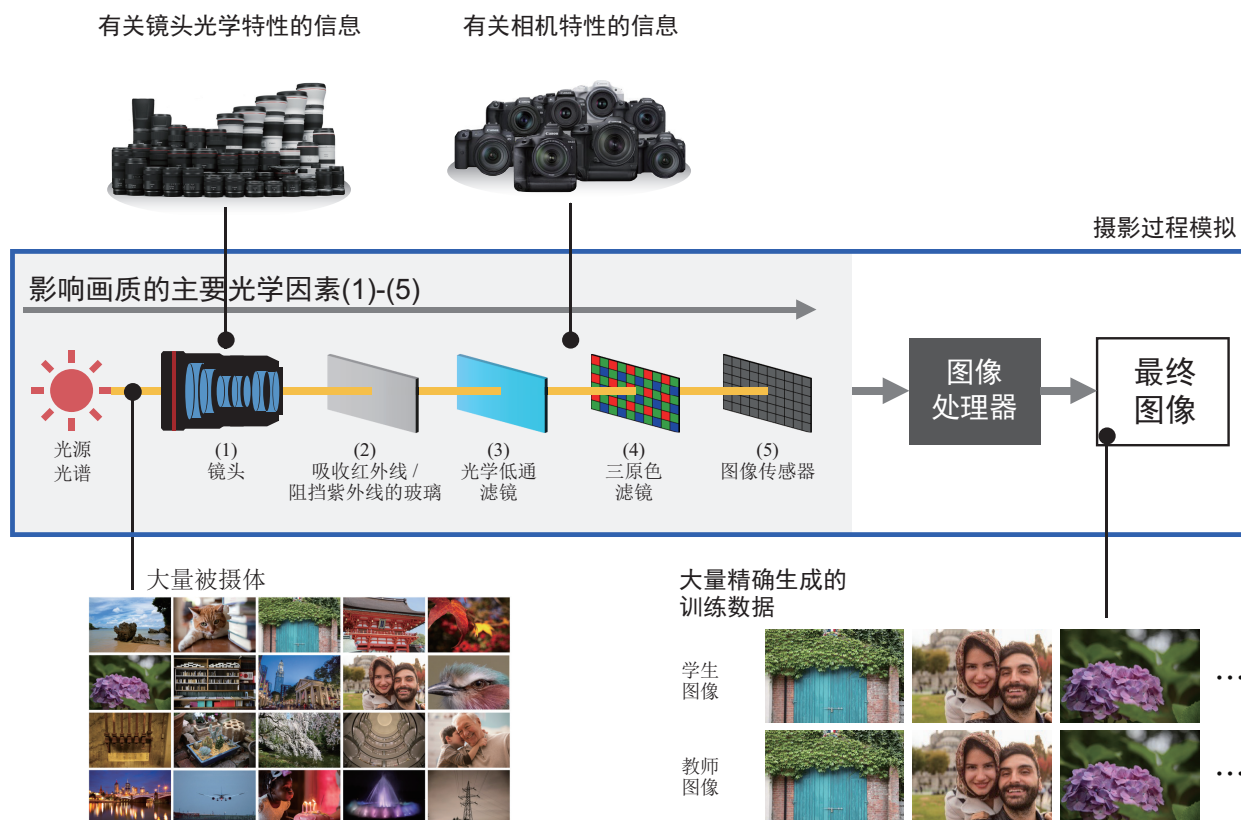 有关镜头光学特性的信息
有关相机特性的信息
摄影过程模拟
影响画质的主要光学因素(1)-(5)
光源
光谱
(1)
镜头
(2)
吸收红外线 /
阻挡紫外线的玻璃
(3)
光学低通
滤镜
(4)
三原色
滤镜
(5)
图像传感器
图像
处理器
最终
图像
大量被摄体
大量精确生成的
训练数据
学生
图像
...
教师
图像
...